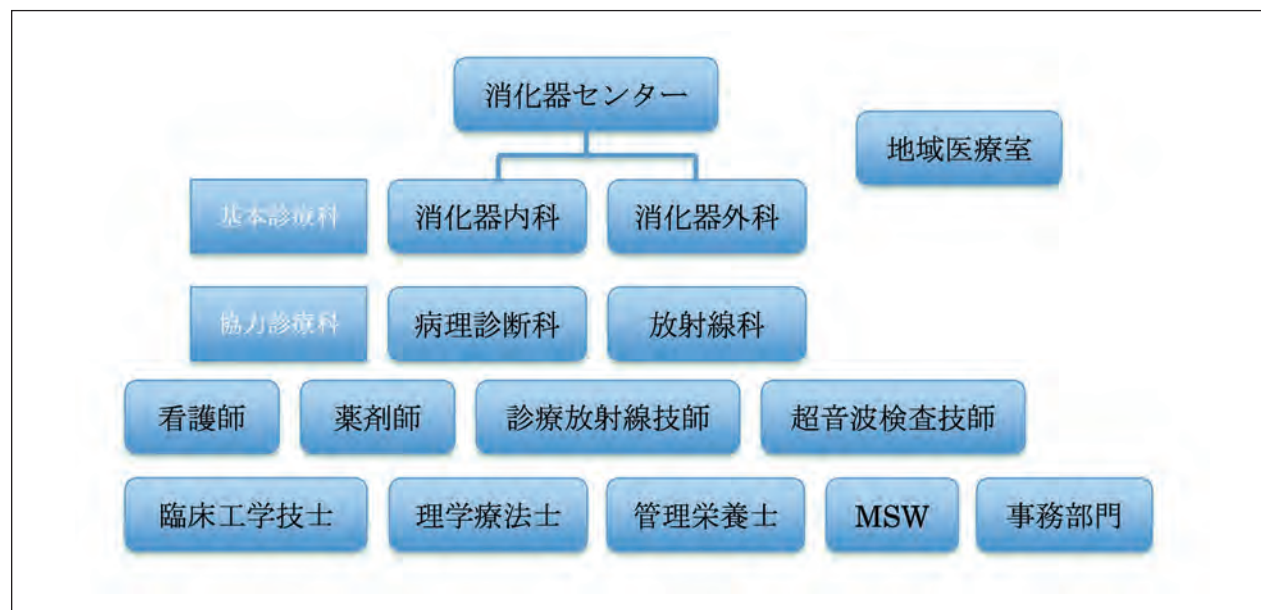 消化器センター
地域医療室
基本診療科
消化器内科
消化器外科
協力診療科
病理診断科
放射線科
看護師
薬剤師
診療放射線技師
超音波検査技師
臨床工学技士
理学療法士
管理栄養士
MSW
事務部門